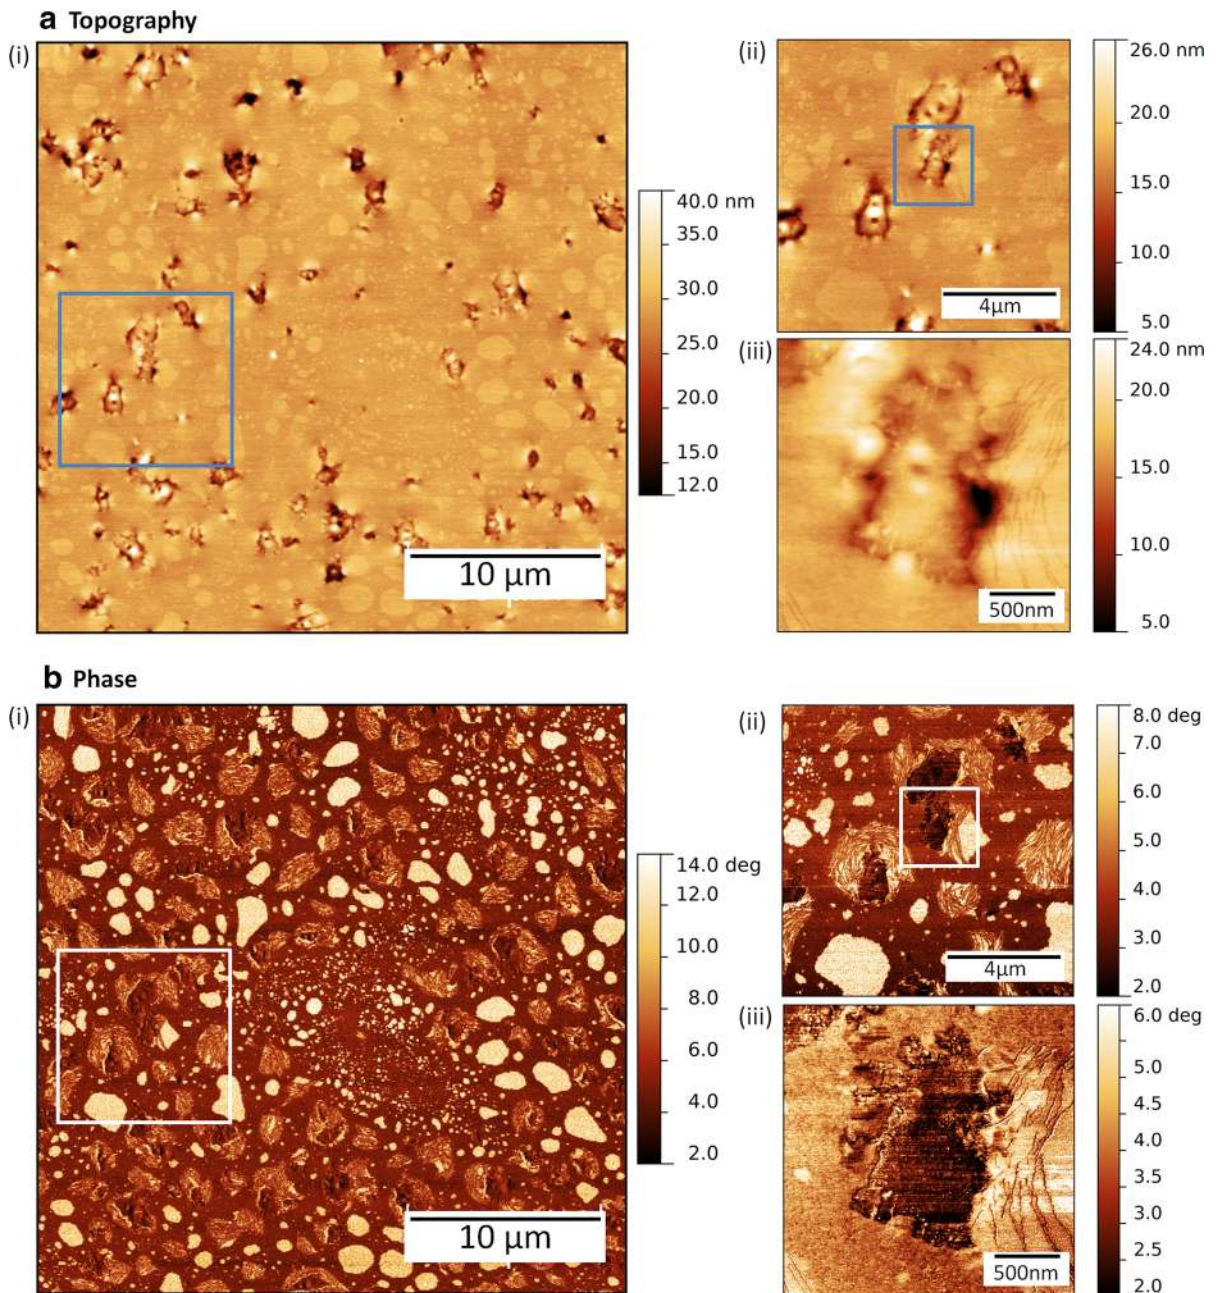 a Topography
(i)
10 μm
40.0 nm
35.0
30.0
25.0
20.0
15.0
12.0
(ii)
4μm
26.0 nm
20.0
15.0
10.0
5.0
(iii)
500nm
24.0 nm
20.0
15.0
10.0
5.0
b Phase
(i)
10 μm
14.0 deg
12.0
10.0
8.0
6.0
4.0
2.0
(ii)
4μm
8.0 deg
7.0
6.0
5.0
4.0
3.0
2.0
(iii)
500nm
6.0 deg
5.0
4.5
4.0
3.5
3.0
2.5
2.0